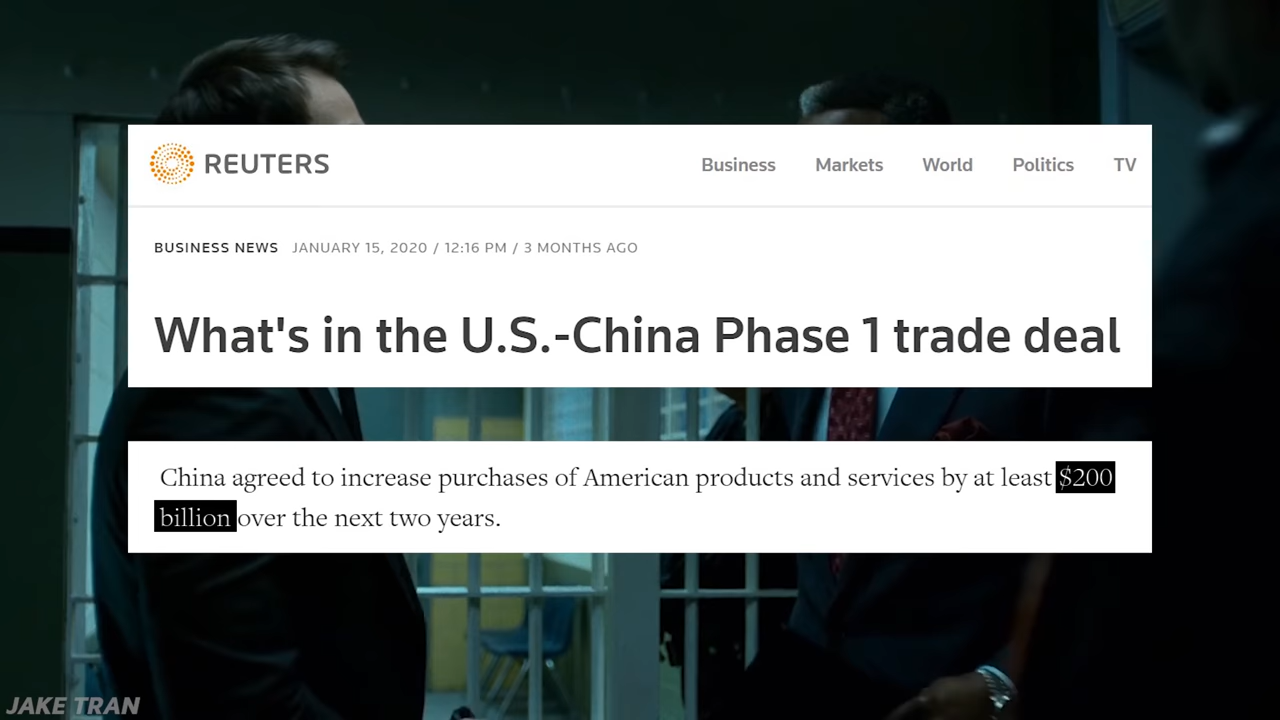 REUTERS
Business Markets World Politics TV
BUSINESS NEWS JANUARY 15, 2020 / 12:16 PM / 3 MONTHS AGO
What's in the U.S.-China Phase 1 trade deal
China agreed to increase purchases of American products and services by at least $200
billion over the next two years.
JAKE TRAN